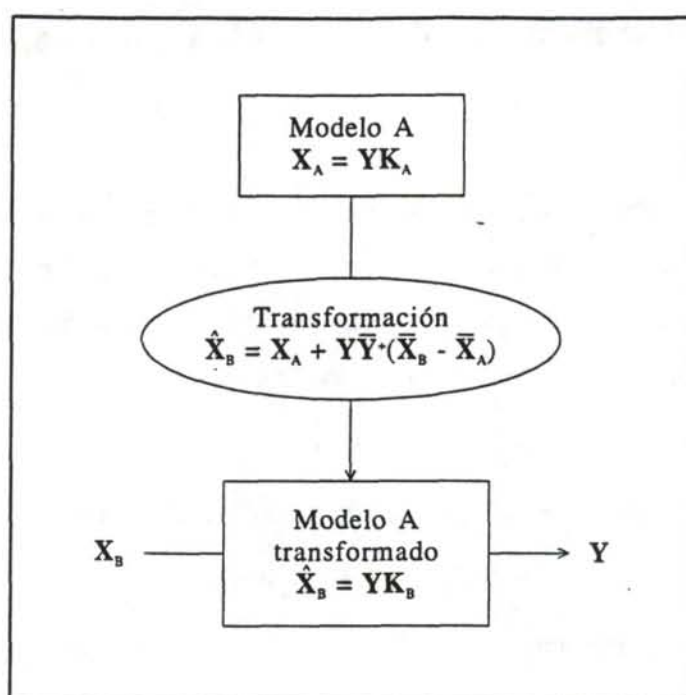 Modelo A
X_A = YK_A
Transformación
X̂_B = X_A + YȲ⁺(X̄_B - X̄_A)
Modelo A
transformado
X̂_B = YK_B
X_B
Y